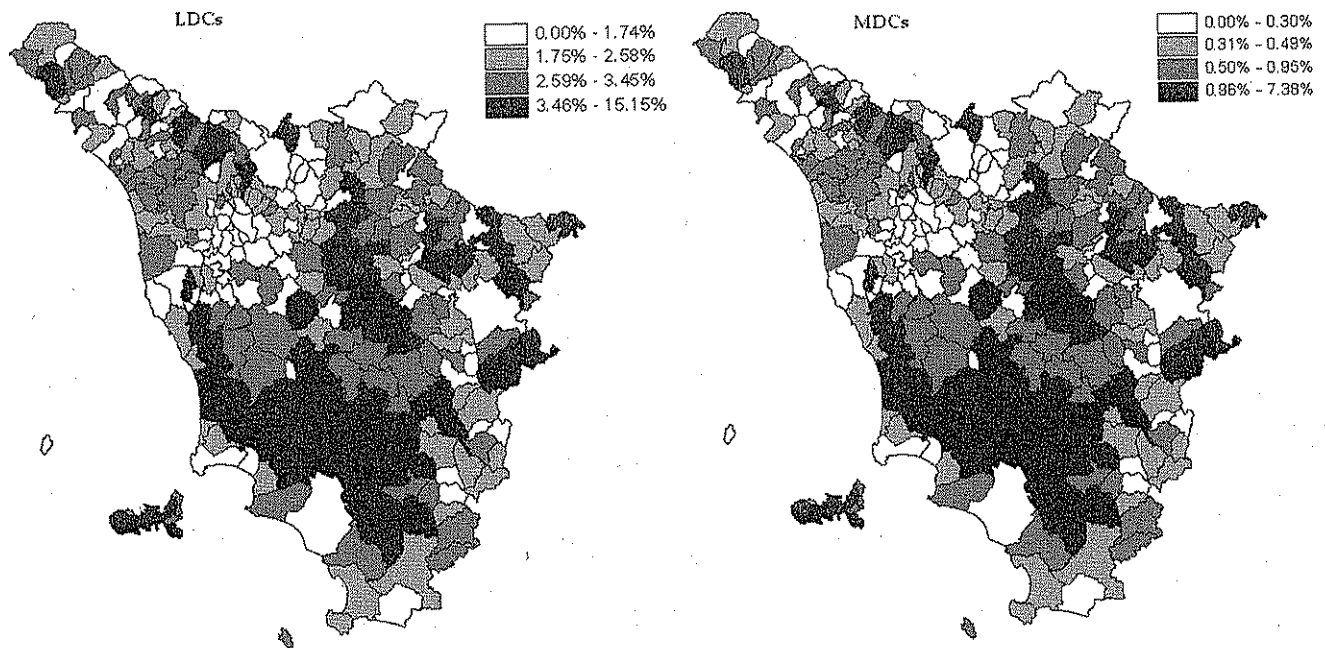 LDCs
0.00% - 1.74%
1.75% - 2.58%
2.59% - 3.45%
3.46% - 15.15%
MDCs
0.00% - 0.30%
0.31% - 0.49%
0.50% - 0.95%
0.96% - 7.38%